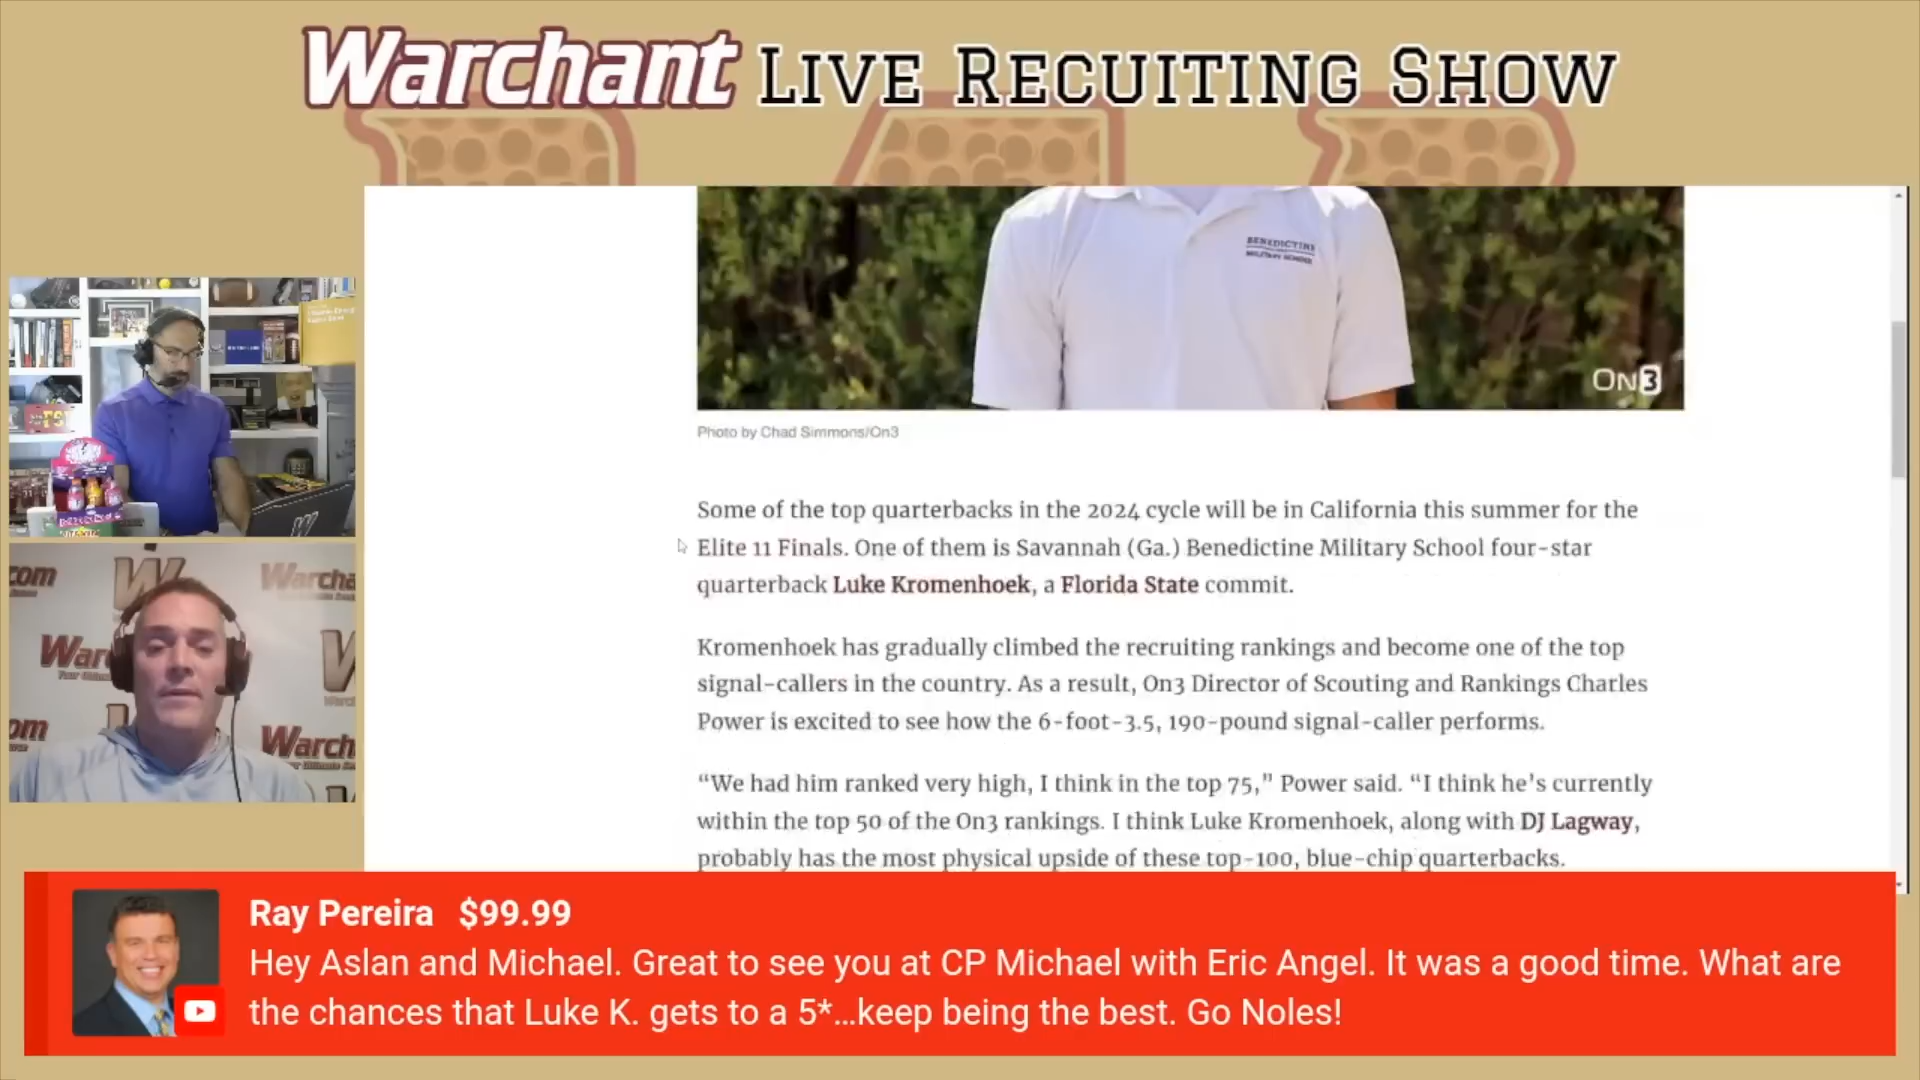 Warchant LIVE RECUITING SHOW
BENEDICTINE
MILITARY SCHOOL
ON3
Photo by Chad Simmons/On3
Some of the top quarterbacks in the 2024 cycle will be in California this summer for the
Elite 11 Finals. One of them is Savannah (Ga.) Benedictine Military School four-star
quarterback Luke Kromenhoek, a Florida State commit.
Kromenhoek has gradually climbed the recruiting rankings and become one of the top
signal-callers in the country. As a result, On3 Director of Scouting and Rankings Charles
Power is excited to see how the 6-foot-3.5, 190-pound signal-caller performs.
“We had him ranked very high, I think in the top 75,” Power said. “I think he’s currently
within the top 50 of the On3 rankings. I think Luke Kromenhoek, along with DJ Lagway,
probably has the most physical upside of these top-100, blue-chip quarterbacks.
.com
Warcha
War
om
Warch
Ray Pereira $99.99
Hey Aslan and Michael. Great to see you at CP Michael with Eric Angel. It was a good time. What are
the chances that Luke K. gets to a 5*...keep being the best. Go Noles!